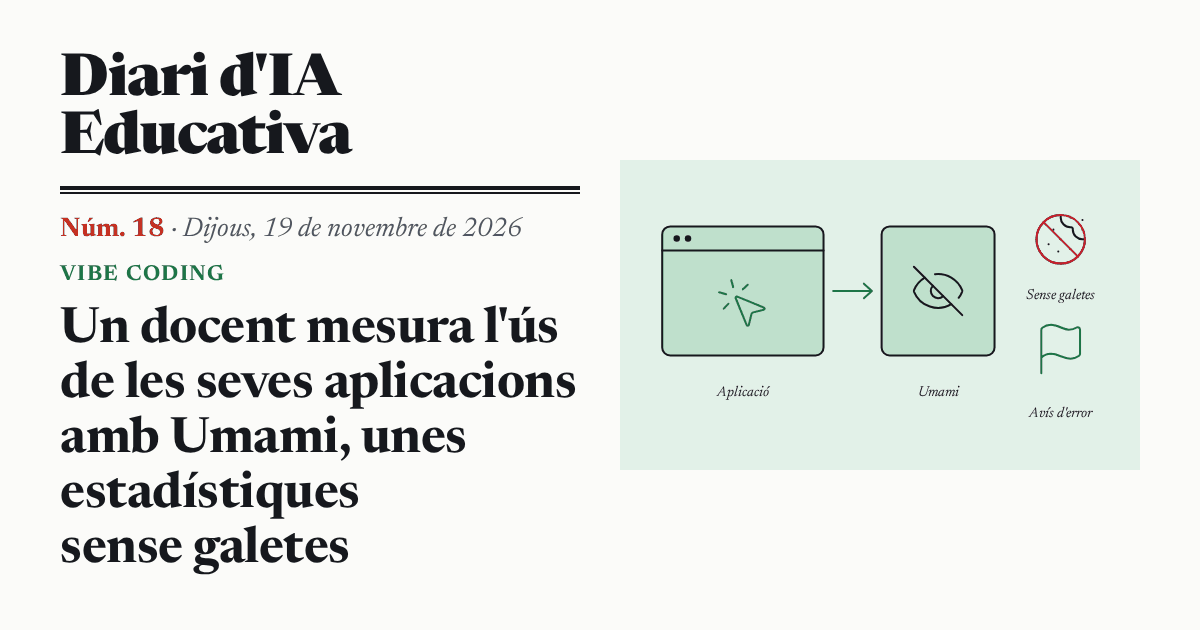 Diari d'IA
Educativa
Núm. 18 · Dijous, 19 de novembre de 2026
VIBE CODING
Un docent mesura l'ús
de les seves aplicacions
amb Umami, unes
estadístiques
sense galetes
Aplicació
Umami
Sense galetes
Avís d'error